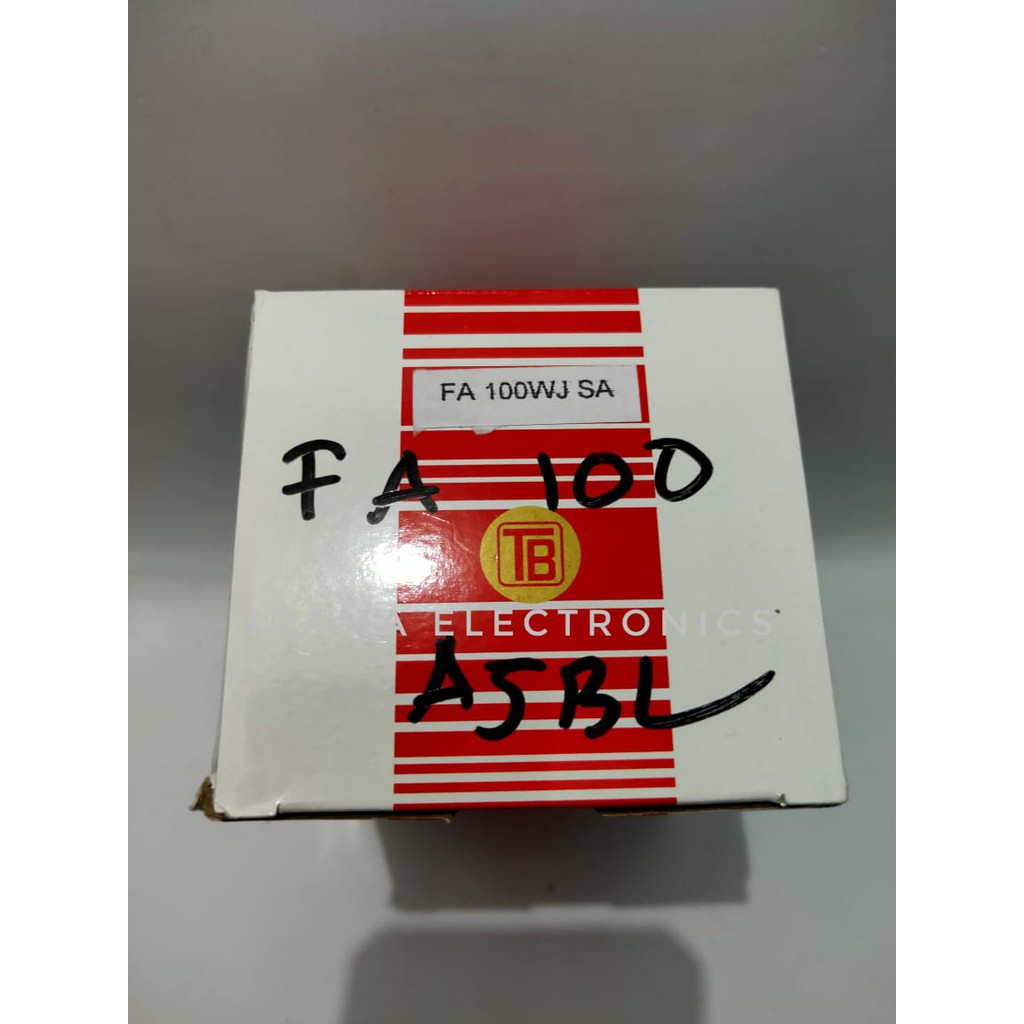 FA 100WJ SA
FA 100
TB
ELECTRONICS
A5BL